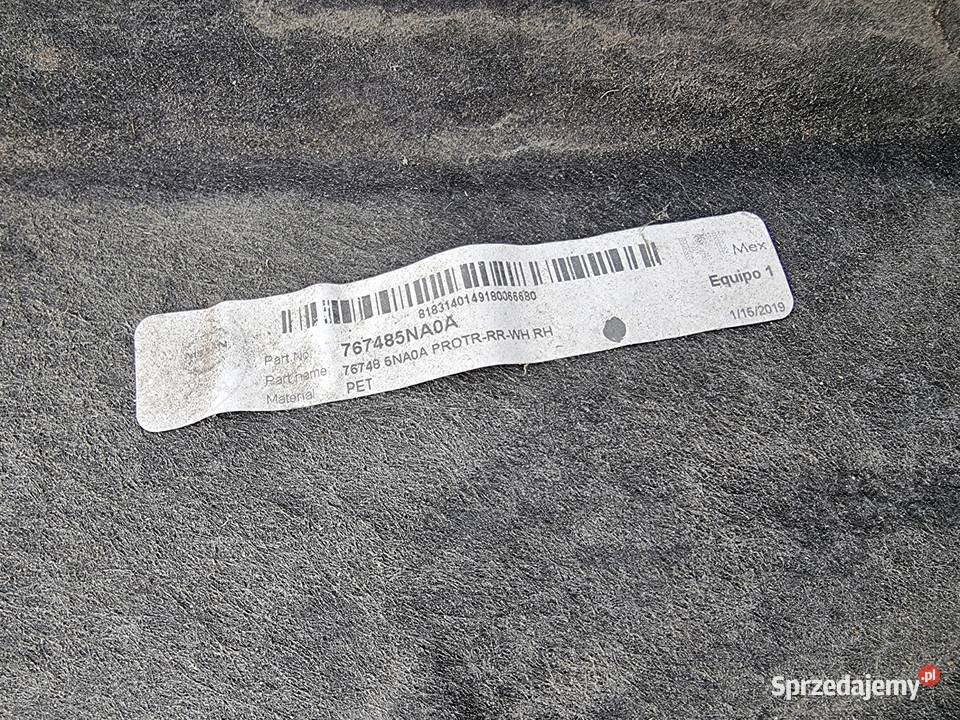 Mex
Equipo 1
1/15/2019
818314014918006680
Part No. 767485NA0A
Part name 76748 5NA0A PROTR-RR-WH RH
Material PET
Sprzedajemy.pl